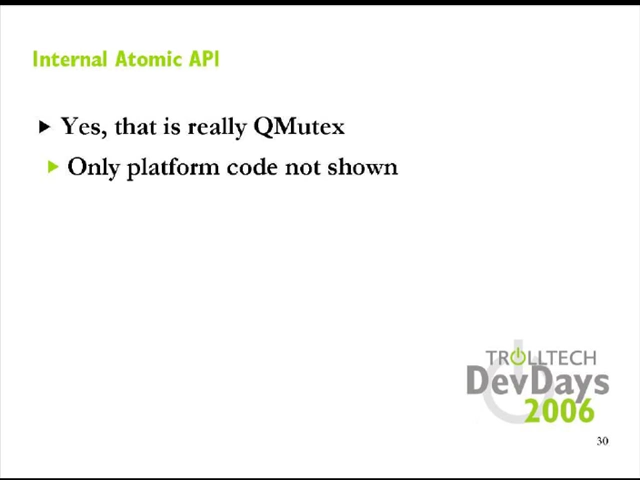 Internal Atomic API
Yes, that is really QMutex
Only platform code not shown
TROLLTECH
DevDays
2006
30